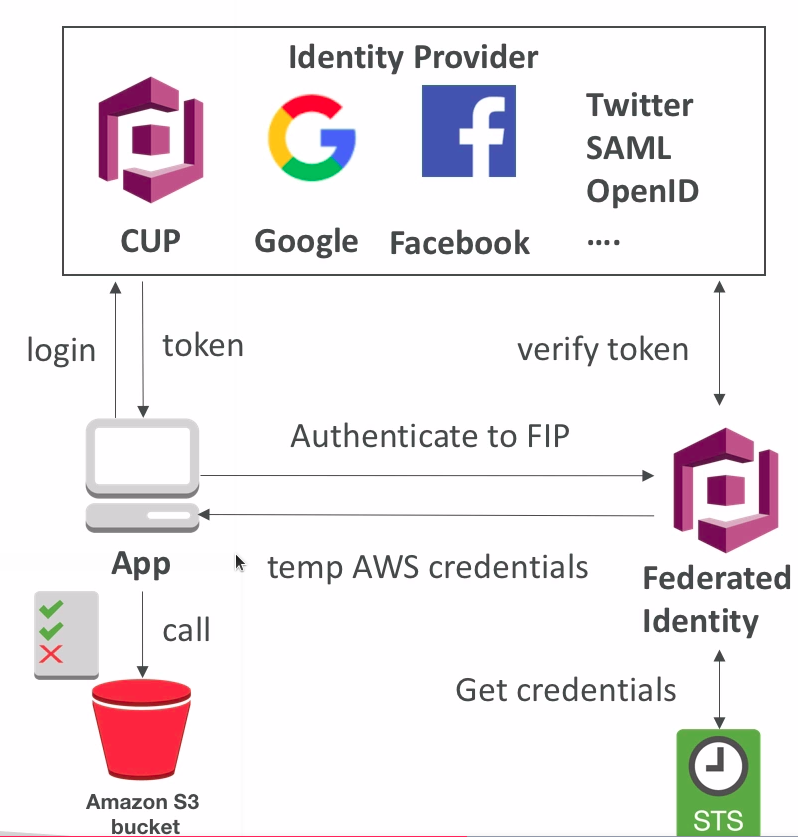 Identity Provider
Twitter
SAML
OpenID
....
CUP
Google
Facebook
login
token
verify token
Authenticate to FIP
temp AWS credentials
App
Federated
Identity
call
Get credentials
Amazon S3
bucket
STS